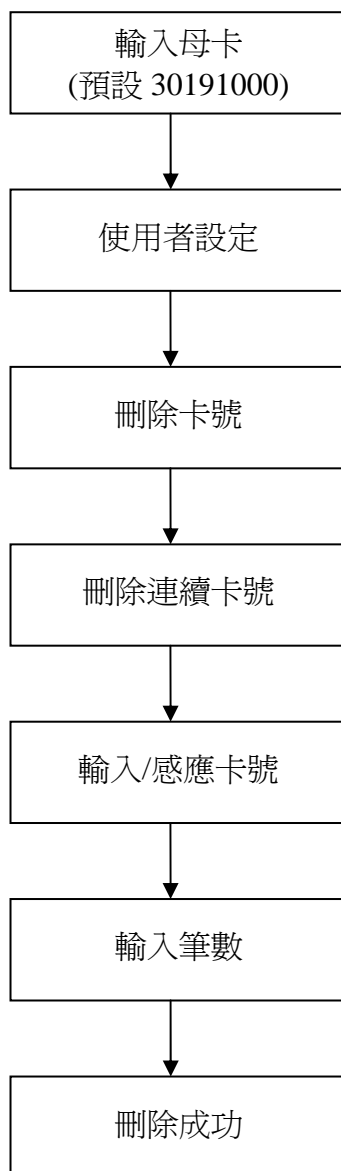 輸入母卡
(預設 30191000)
使用者設定
刪除卡號
刪除連續卡號
輸入/感應卡號
輸入筆數
刪除成功